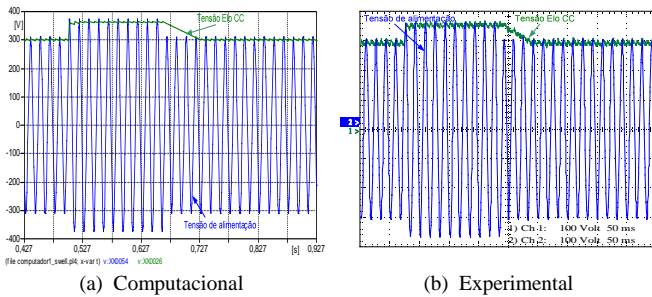 400
[V]
300
200
100
0
-100
-200
-300
-400
Tensão Elo CC
Tensão de alimentação
0,427 0,527 0,627 0,727 0,827 [s] 0,927
(file computador1_swell.pl4; x-var t) v:XX0054 v:XX0026
(a) Computacional
Tensão de alimentação
Tensão Elo CC
2
1
1) Ch 1: 100 Volt 50 ms
2) Ch 2: 100 Volt 50 ms
(b) Experimental